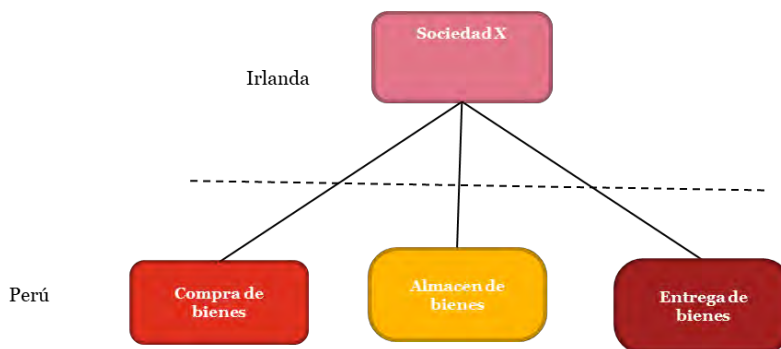 Sociedad X
Irlanda
Perú
Compra de
bienes
Almacen de
bienes
Entrega de
bienes